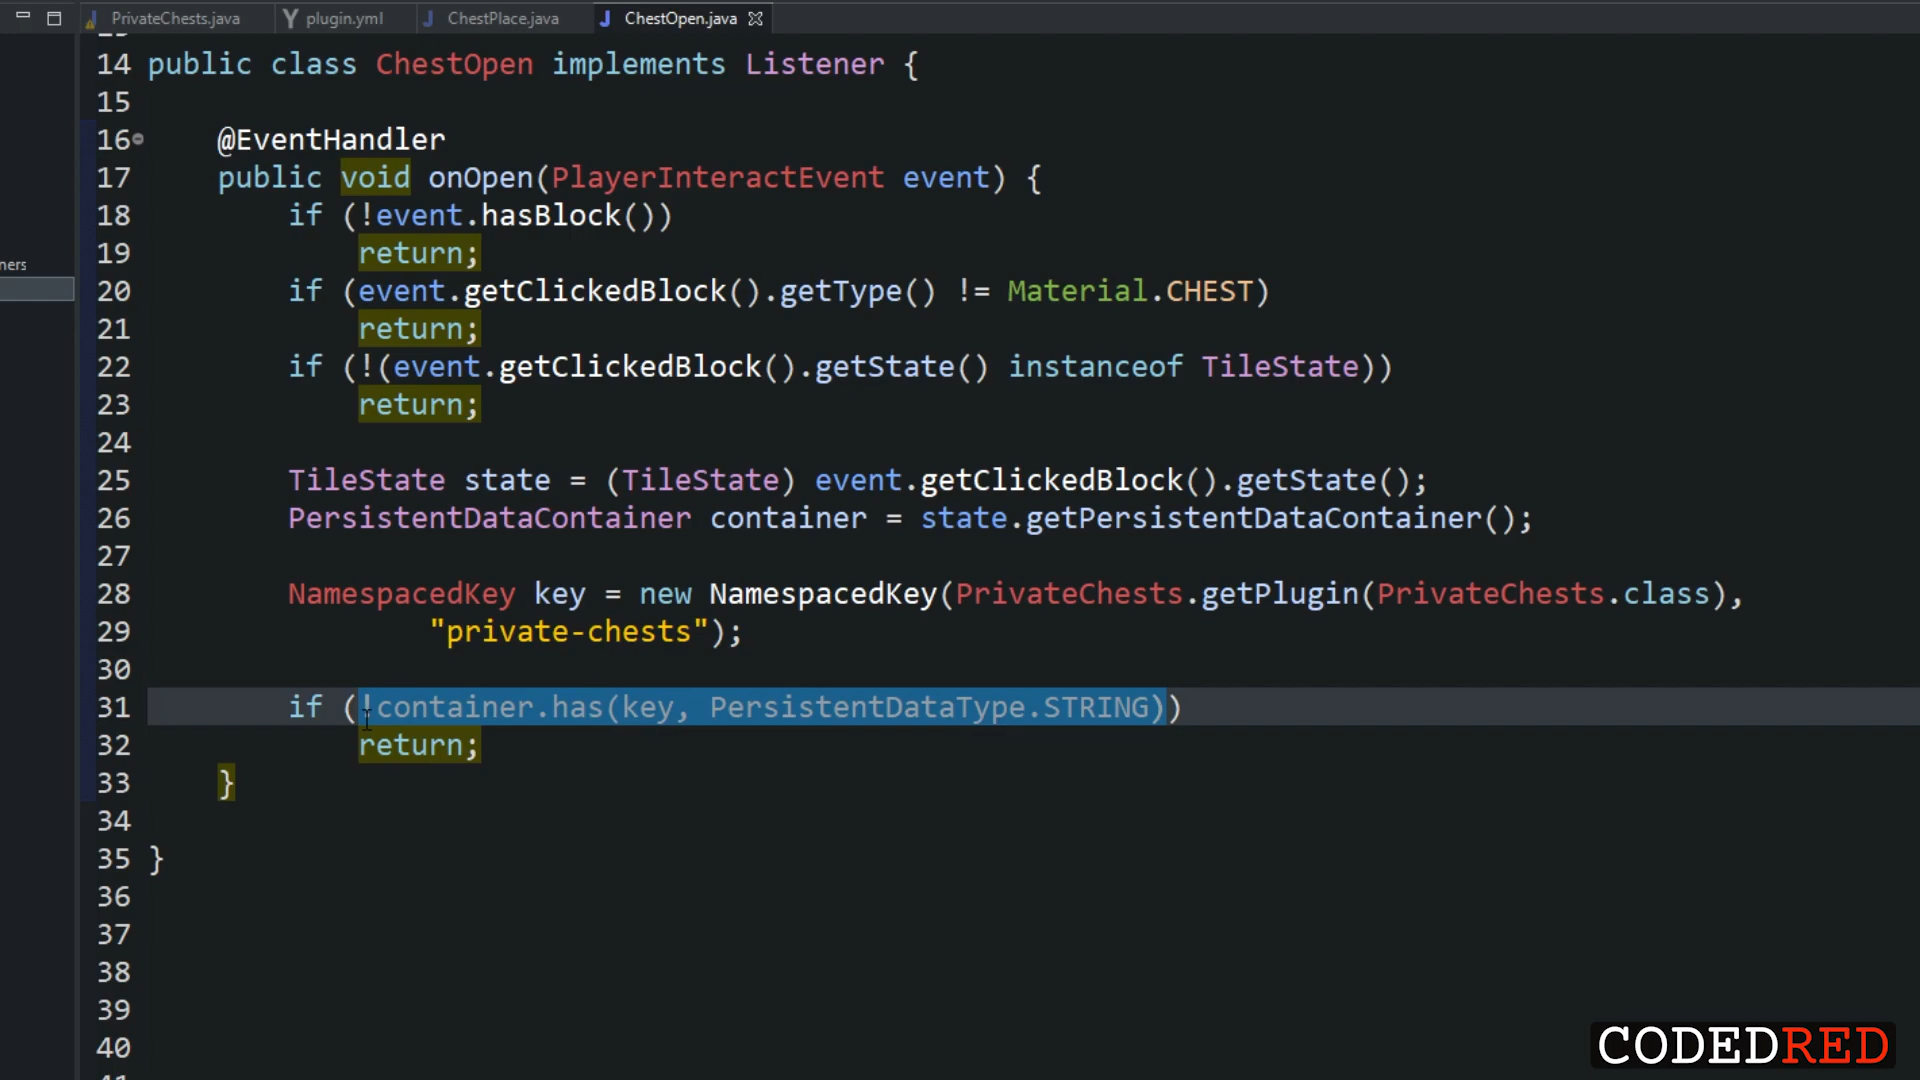 PrivateChests.java plugin.yml ChestPlace.java ChestOpen.java
14 public class ChestOpen implements Listener {
15
16 @EventHandler
17 public void onOpen(PlayerInteractEvent event) {
18 if (!event.hasBlock())
19 return;
20 if (event.getClickedBlock().getType() != Material.CHEST)
21 return;
22 if (!(event.getClickedBlock().getState() instanceof TileState))
23 return;
24
25 TileState state = (TileState) event.getClickedBlock().getState();
26 PersistentDataContainer container = state.getPersistentDataContainer();
27
28 NamespacedKey key = new NamespacedKey(PrivateChests.getPlugin(PrivateChests.class),
29 "private-chests");
30
31 if (!container.has(key, PersistentDataType.STRING))
32 return;
33 }
34
35 }
36
37
38
39
40
ners
CODEDRED